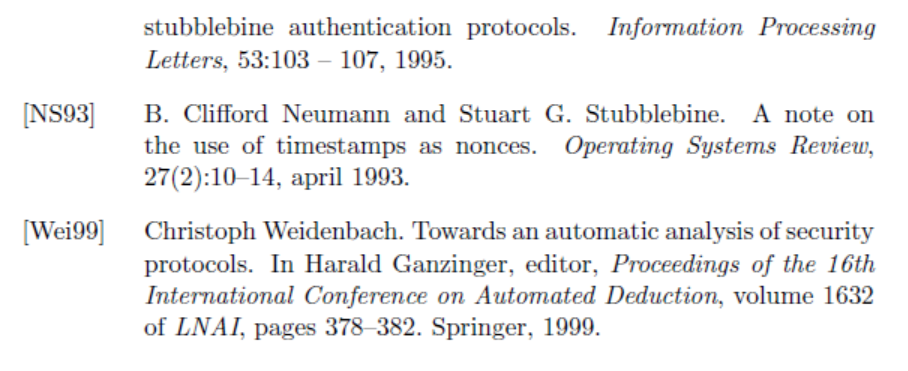 stubblebine authentication protocols. Information Processing
Letters, 53:103 – 107, 1995.
[NS93] B. Clifford Neumann and Stuart G. Stubblebine. A note on
the use of timestamps as nonces. Operating Systems Review,
27(2):10–14, april 1993.
[Wei99] Christoph Weidenbach. Towards an automatic analysis of security
protocols. In Harald Ganzinger, editor, Proceedings of the 16th
International Conference on Automated Deduction, volume 1632
of LNAI, pages 378–382. Springer, 1999.